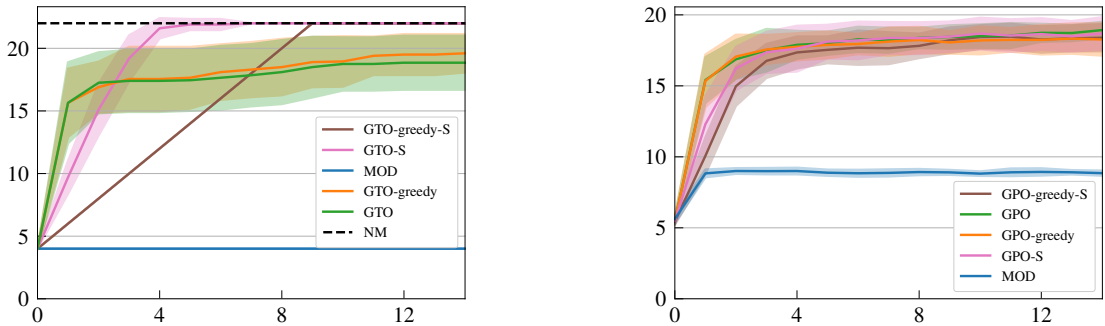 20
15
10
5
0
0
4
8
12
GTO-greedy-S
GTO-S
MOD
GTO-greedy
GTO
NM
20
15
10
5
0
0
4
8
12
GPO-greedy-S
GPO
GPO-greedy
GPO-S
MOD